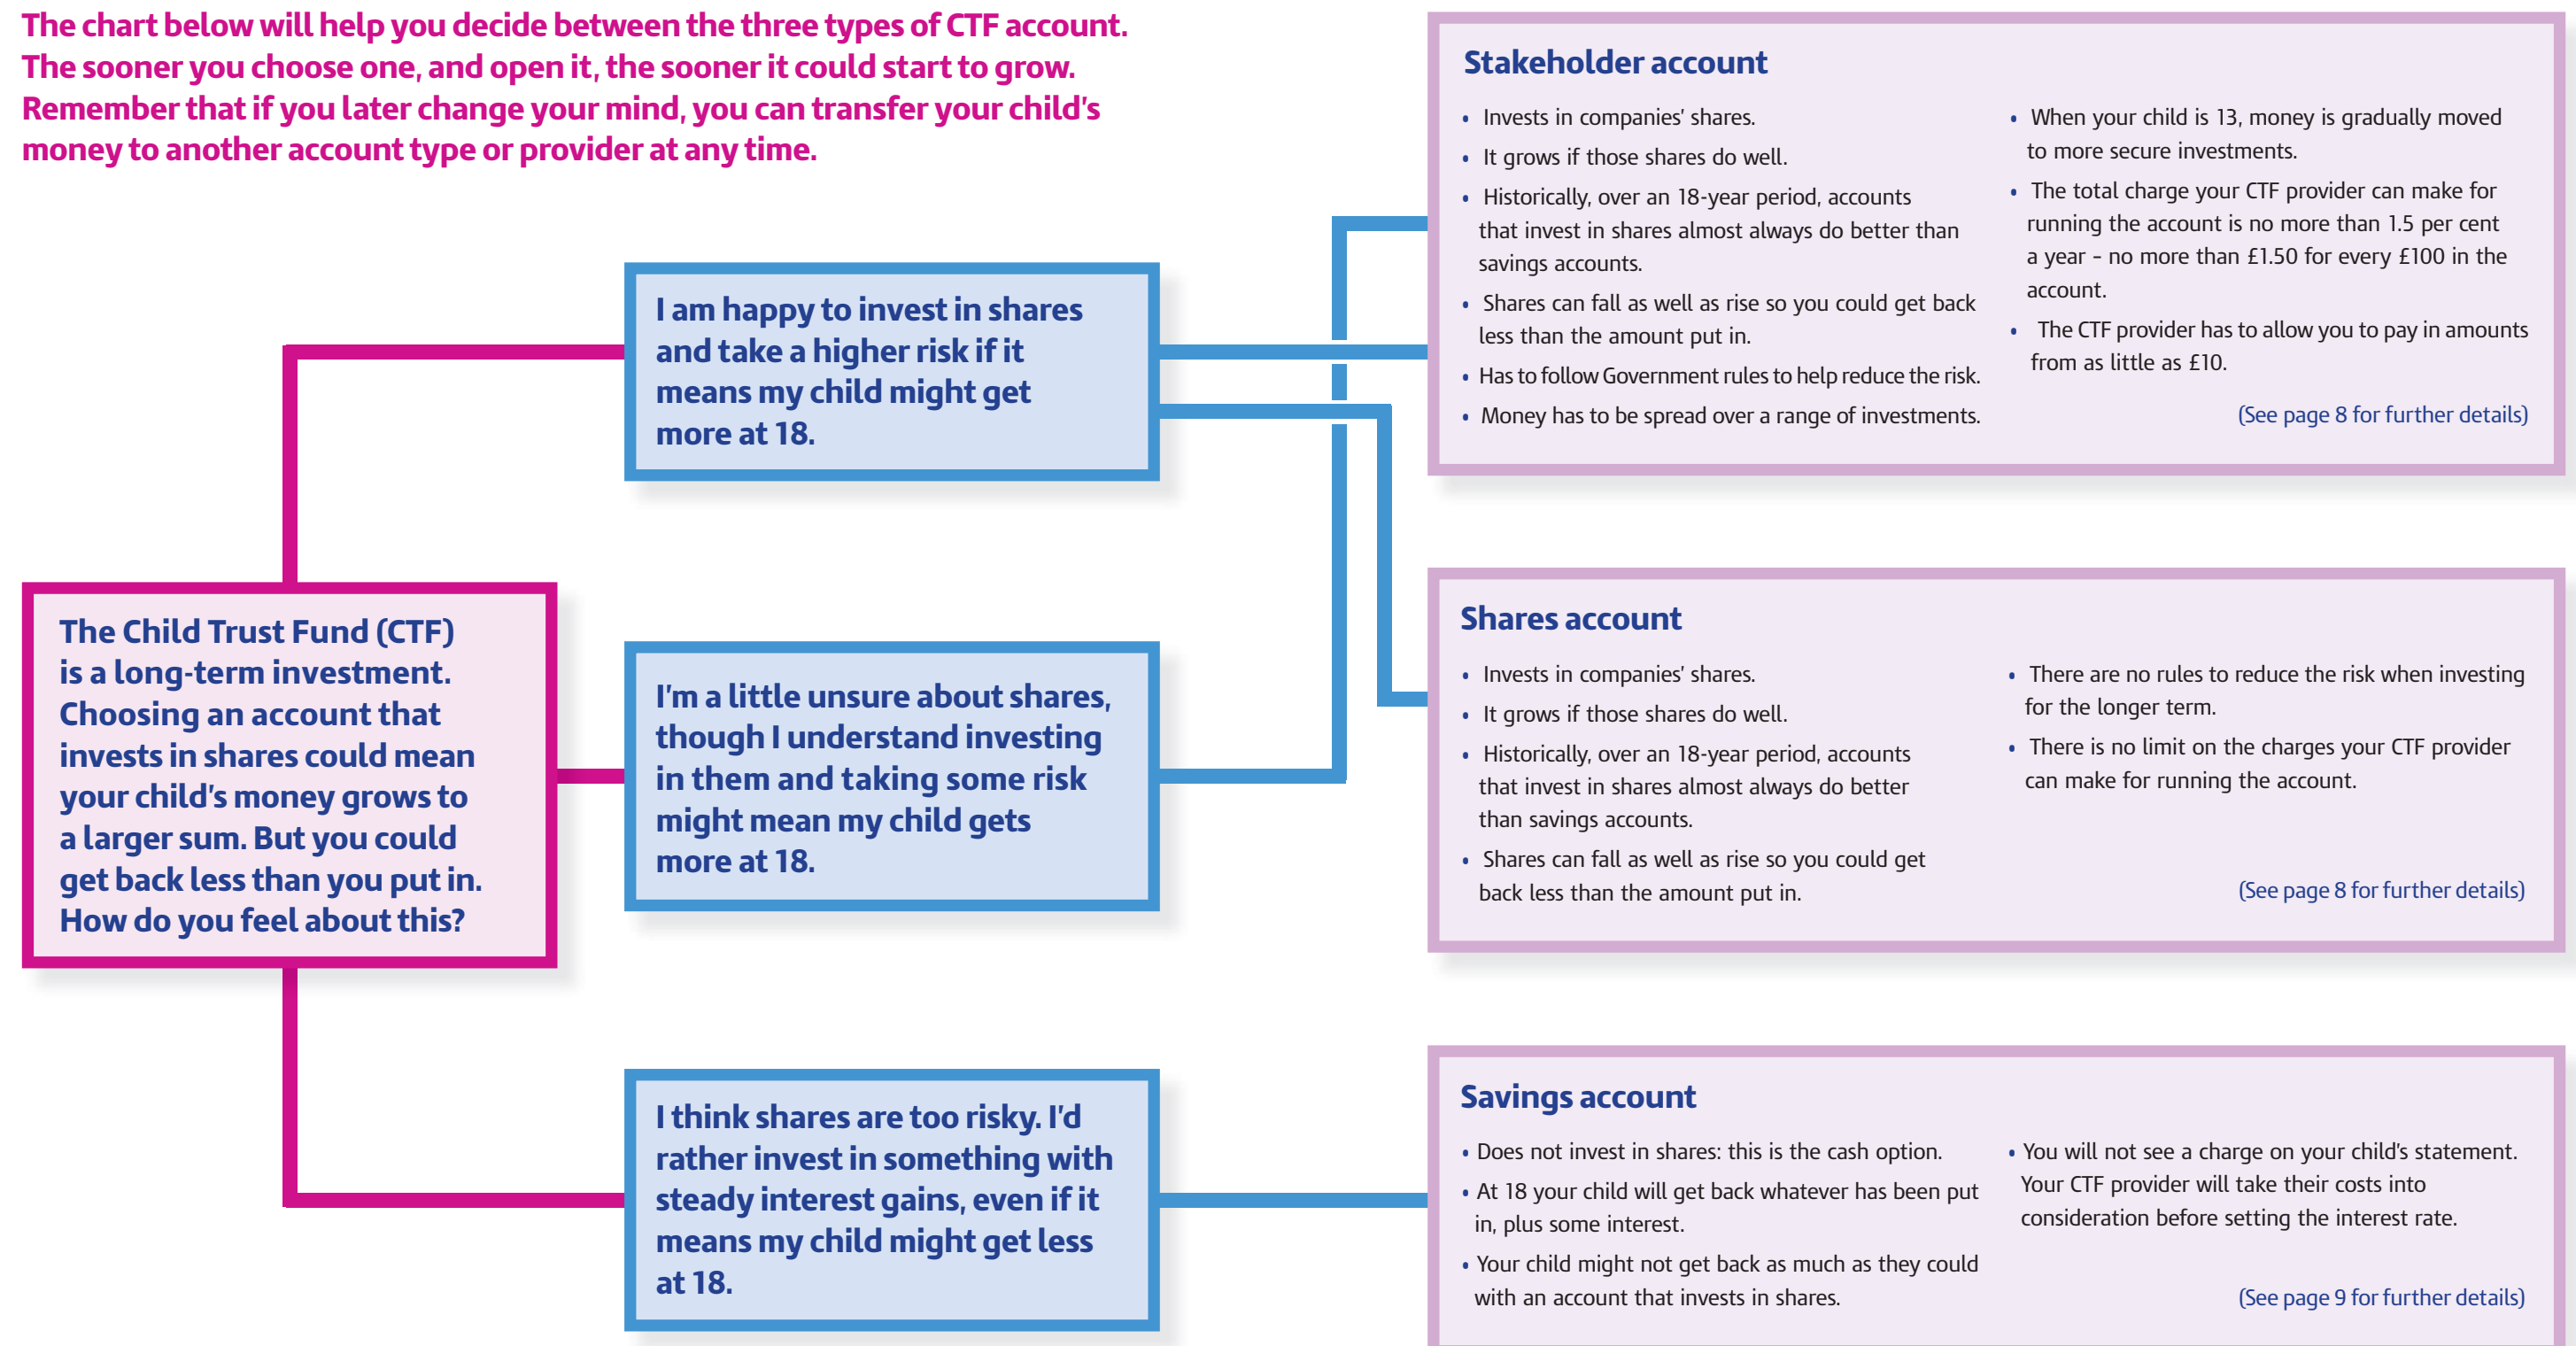 The chart below will help you decide between the three types of CTF account.
The sooner you choose one, and open it, the sooner it could start to grow.
Remember that if you later change your mind, you can transfer your child's
money to another account type or provider at any time.
The Child Trust Fund (CTF)
is a long-term investment.
Choosing an account that
invests in shares could mean
your child's money grows to
a larger sum. But you could
get back less than you put in.
How do you feel about this?
I am happy to invest in shares
and take a higher risk if it
means my child might get
more at 18.
I'm a little unsure about shares,
though I understand investing
in them and taking some risk
might mean my child gets
more at 18.
I think shares are too risky. I'd
rather invest in something with
steady interest gains, even if it
means my child might get less
at 18.
Stakeholder account
• Invests in companies' shares.
• It grows if those shares do well.
• Historically, over an 18-year period, accounts
that invest in shares almost always do better than
savings accounts.
• Shares can fall as well as rise so you could get back
less than the amount put in.
• Has to follow Government rules to help reduce the risk.
• Money has to be spread over a range of investments.
• When your child is 13, money is gradually moved
to more secure investments.
• The total charge your CTF provider can make for
running the account is no more than 1.5 per cent
a year – no more than £1.50 for every £100 in the
account.
• The CTF provider has to allow you to pay in amounts
from as little as £10.
(See page 8 for further details)
Shares account
• Invests in companies' shares.
• It grows if those shares do well.
• Historically, over an 18-year period, accounts
that invest in shares almost always do better
than savings accounts.
• Shares can fall as well as rise so you could get
back less than the amount put in.
• There are no rules to reduce the risk when investing
for the longer term.
• There is no limit on the charges your CTF provider
can make for running the account.
(See page 8 for further details)
Savings account
• Does not invest in shares: this is the cash option.
• At 18 your child will get back whatever has been put
in, plus some interest.
• Your child might not get back as much as they could
with an account that invests in shares.
• You will not see a charge on your child's statement.
Your CTF provider will take their costs into
consideration before setting the interest rate.
(See page 9 for further details)